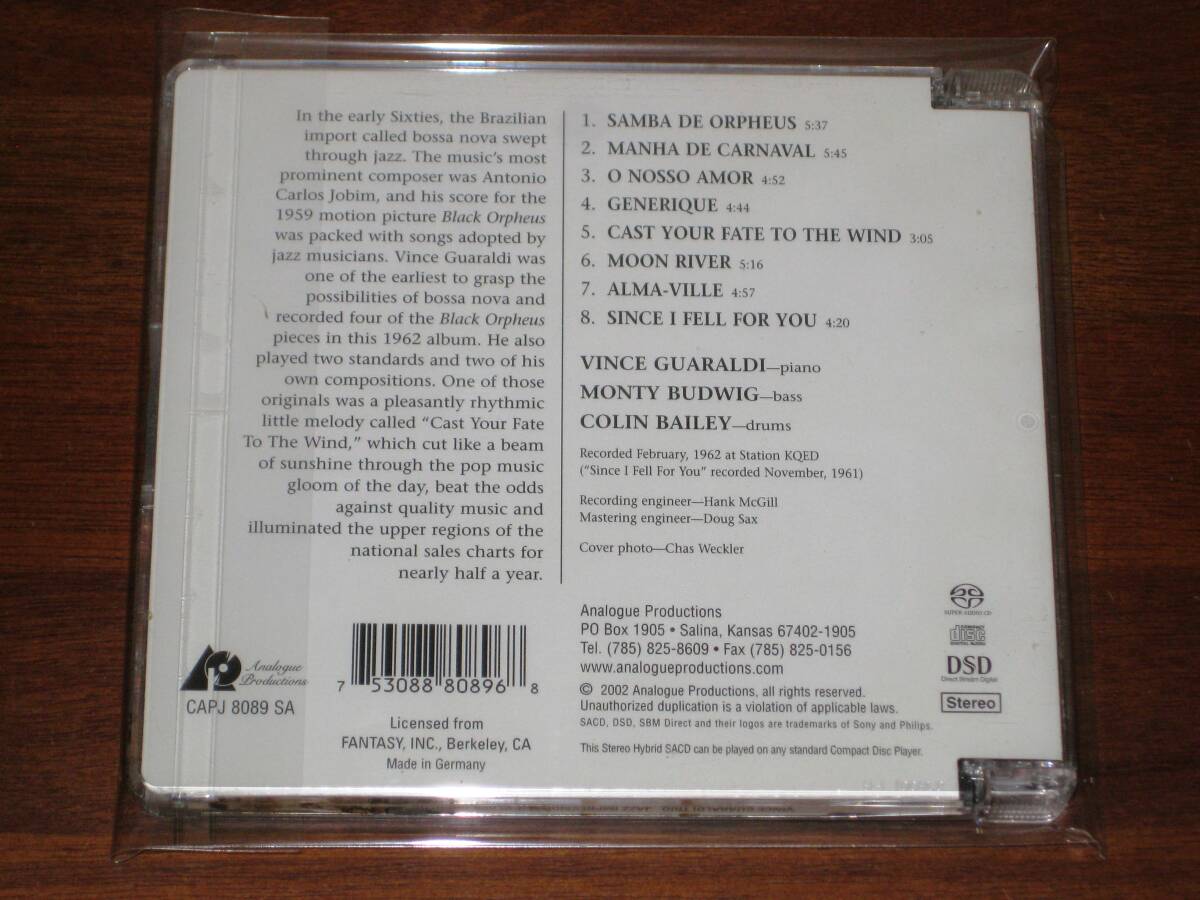 In the early Sixties, the Brazilian
import called bossa nova swept
through jazz. The music's most
prominent composer was Antonio
Carlos Jobim, and his score for the
1959 motion picture Black Orpheus
was packed with songs adopted by
jazz musicians. Vince Guaraldi was
one of the earliest to grasp the
possibilities of bossa nova and
recorded four of the Black Orpheus
pieces in this 1962 album. He also
played two standards and two of his
own compositions. One of those
originals was a pleasantly rhythmic
little melody called “Cast Your Fate
To The Wind,” which cut like a beam
of sunshine through the pop music
gloom of the day, beat the odds
against quality music and
illuminated the upper regions of the
national sales charts for
nearly half a year.
1. SAMBA DE ORPHEUS 5:37
2. MANHA DE CARNAVAL 5:45
3. O NOSSO AMOR 4:52
4. GENERIQUE 4:44
5. CAST YOUR FATE TO THE WIND 3:05
6. MOON RIVER 5:16
7. ALMA-VILLE 4:57
8. SINCE I FELL FOR YOU 4:20
VINCE GUARALDI—piano
MONTY BUDWIG—bass
COLIN BAILEY—drums
Recorded February, 1962 at Station KQED
(“Since I Fell For You” recorded November, 1961)
Recording engineer—Hank McGill
Mastering engineer—Doug Sax
Cover photo—Chas Weckler
Analogue Productions
CAPJ 8089 SA
7 53088 80896 8
Licensed from
FANTASY, INC., Berkeley, CA
Made in Germany
Analogue Productions
PO Box 1905 • Salina, Kansas 67402-1905
Tel. (785) 825-8609 • Fax (785) 825-0156
www.analogueproductions.com
© 2002 Analogue Productions, all rights reserved.
Unauthorized duplication is a violation of applicable laws.
SACD, DSD, SBM Direct and their logos are trademarks of Sony and Philips.
This Stereo Hybrid SACD can be played on any standard Compact Disc Player.
SUPER AUDIO CD
COMPACT
disc
DIGITAL AUDIO
DSD
Direct Stream Digital
Stereo
VINCE GUARALDI TRIO